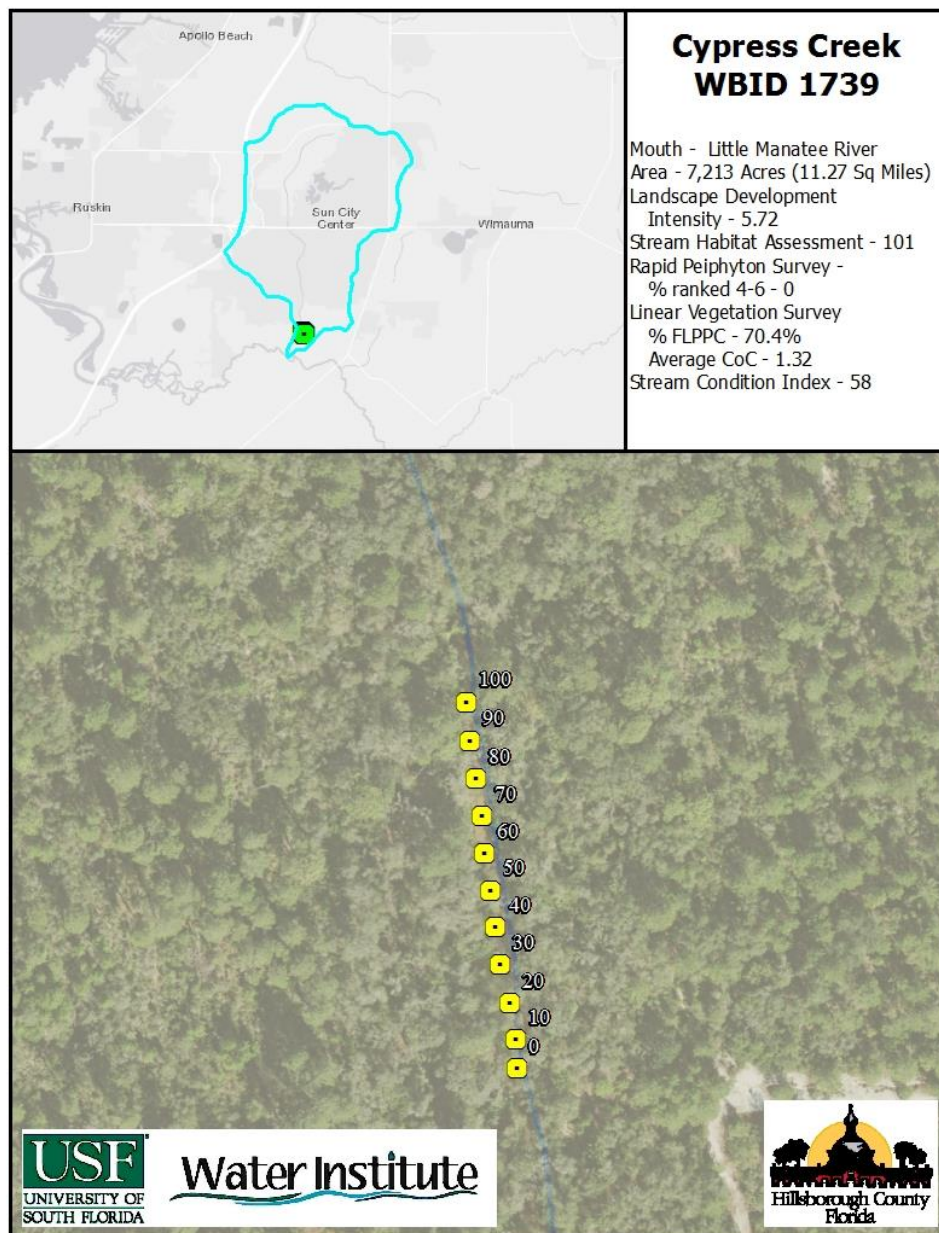 Apollo Beach
Ruskin
Sun City
Center
Wimauma
Cypress Creek
WBID 1739
Mouth - Little Manatee River
Area - 7,213 Acres (11.27 Sq Miles)
Landscape Development
Intensity - 5.72
Stream Habitat Assessment - 101
Rapid Peiphyton Survey -
% ranked 4-6 - 0
Linear Vegetation Survey
% FLPPC - 70.4%
Average CoC - 1.32
Stream Condition Index - 58
100
90
80
70
60
50
40
30
20
10
0
USF
UNIVERSITY OF
SOUTH FLORIDA
Water Institute
Hillsborough County
Florida